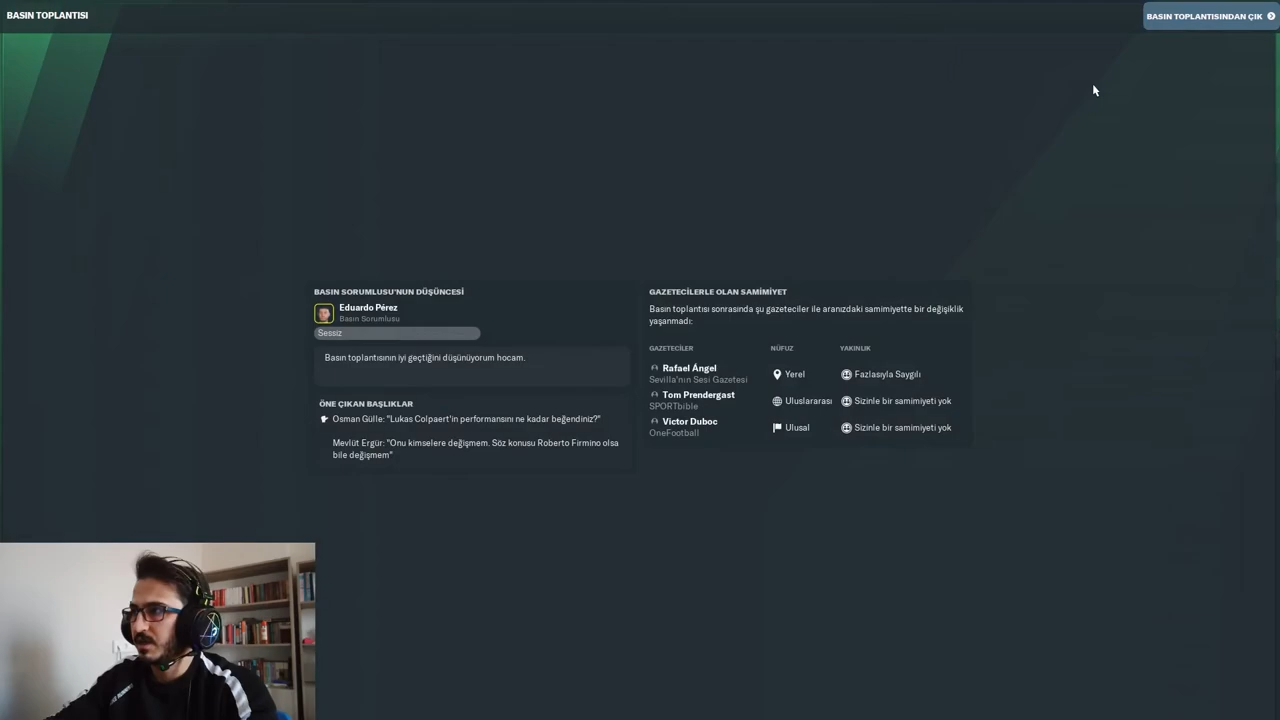 BASIN TOPLANTISI
BASIN TOPLANTISINDAN ÇIK
BASIN SORUMLUSU'NUN DÜŞÜNCESİ
Eduardo Pérez
Basın Sorumlusu
Sessiz
Basın toplantısının iyi geçtiğini düşünüyorum hocam.
ÖNE ÇIKAN BAŞLIKLAR
Osman Gülle: "Lukas Colpaert'in performansını ne kadar beğendiniz?"
Mevlüt Ergür: "Onu kimselere değişmem. Söz konusu Roberto Firmino olsa
bile değişmem"
GAZETECİLERLE OLAN SAMİMİYET
Basın toplantısı sonrasında şu gazeteciler ile aranızdaki samimiyette bir değişiklik
yaşanmadı:
GAZETECİLER NÜFUZ YAKINLIK
Rafael Ángel
Sevilla'nın Sesi Gazetesi
Yerel
Fazlasıyla Saygılı
Tom Prendergast
SPORTbible
Uluslararası
Sizinle bir samimiyeti yok
Victor Duboc
OneFootball
Ulusal
Sizinle bir samimiyeti yok